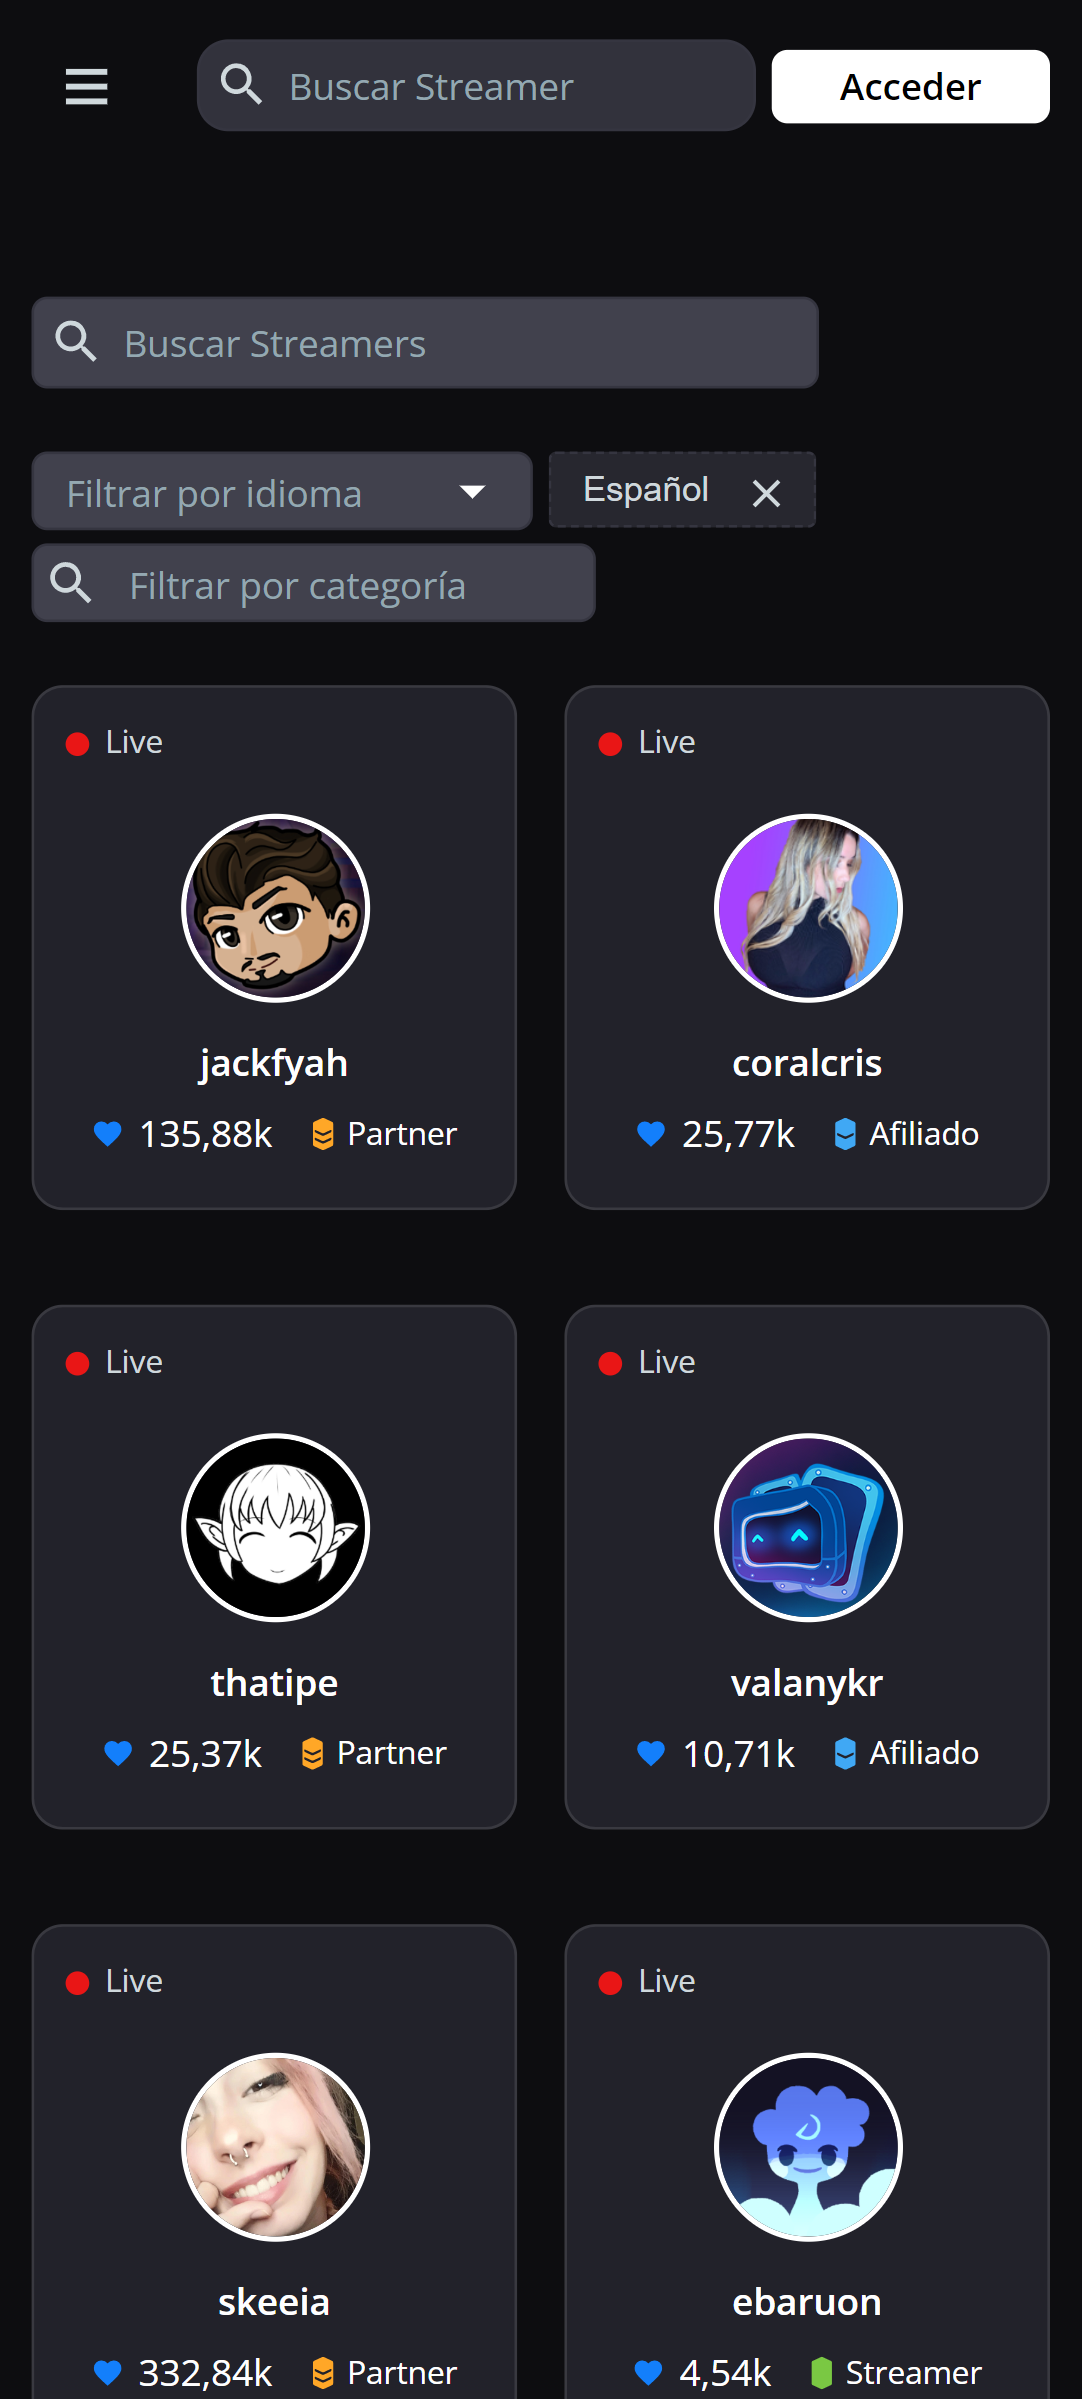 Buscar Streamer
Acceder
Buscar Streamers
Filtrar por idioma
Español
Filtrar por categoría
Live
Live
jackfyah
coralcris
135,88k Partner
25,77k Afiliado
Live
Live
thatipe
valanykr
25,37k Partner
10,71k Afiliado
Live
Live
skeeia
ebaruon
332,84k Partner
4,54k Streamer